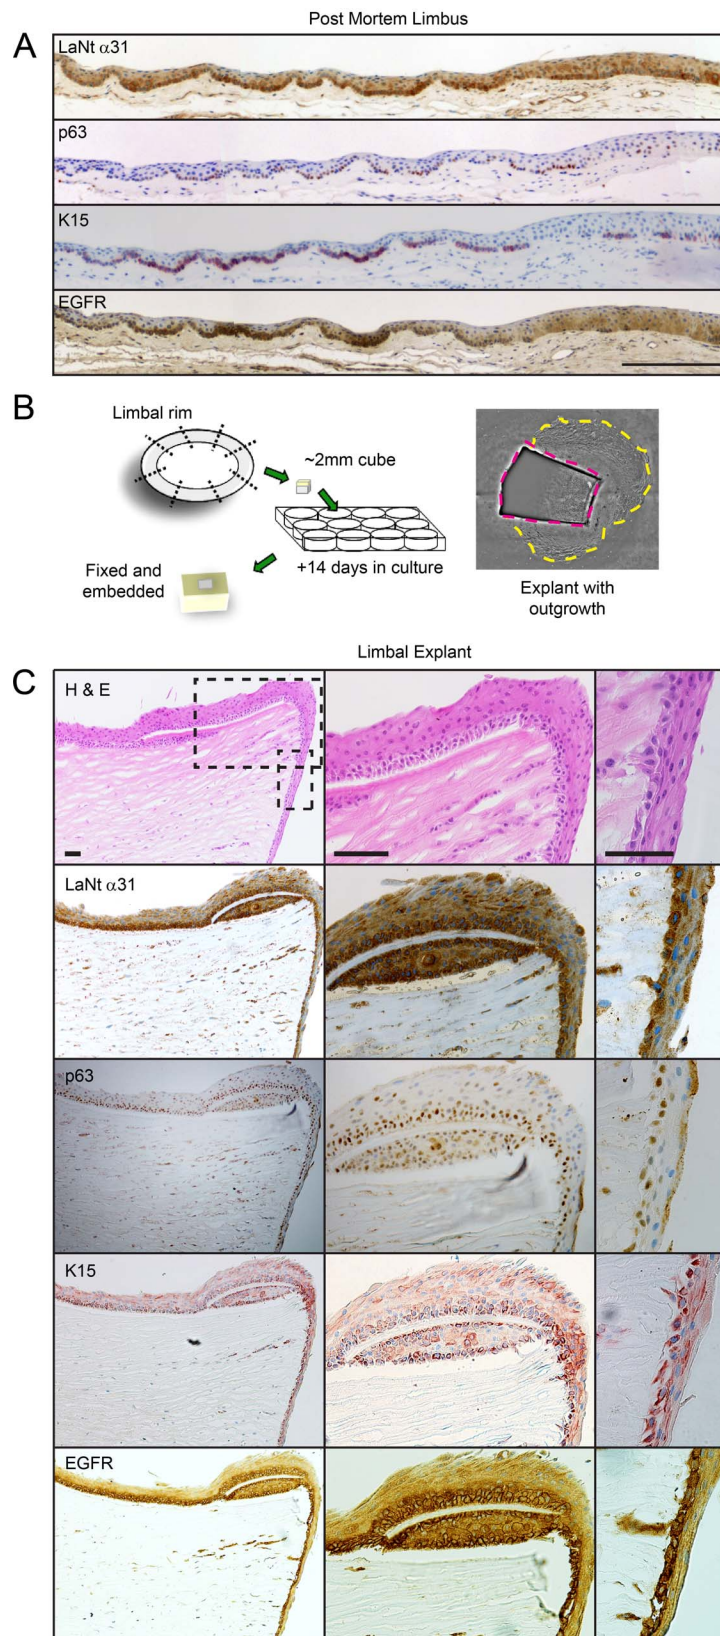 Post Mortem Limbus
A
LaNt α31
p63
K15
EGFR
B
Limbal rim
~2mm cube
+14 days in culture
Fixed and
embedded
Explant with
outgrowth
Limbal Explant
C
H & E
LaNt α31
p63
K15
EGFR